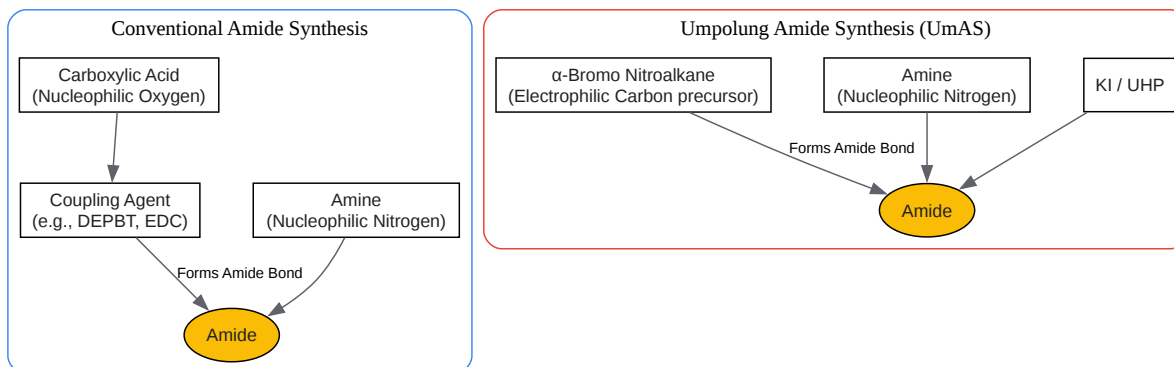 Conventional Amide Synthesis
Carboxylic Acid
(Nucleophilic Oxygen)
Coupling Agent
(e.g., DEPBT, EDC)
Amine
(Nucleophilic Nitrogen)
Forms Amide Bond
Amide
Umpolung Amide Synthesis (UmAS)
α-Bromo Nitroalkane
(Electrophilic Carbon precursor)
Amine
(Nucleophilic Nitrogen)
KI / UHP
Forms Amide Bond
Amide